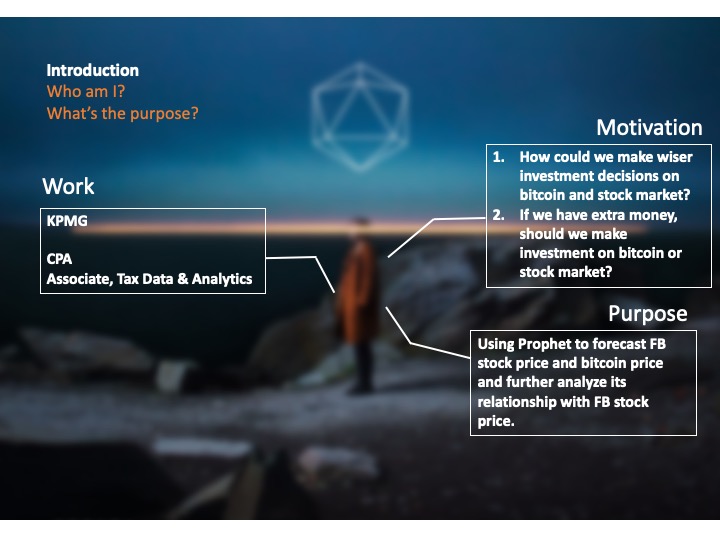 Introduction
Who am I?
What's the purpose?
Work
KPMG
CPA
Associate, Tax Data & Analytics
Motivation
1. How could we make wiser
investment decisions on
bitcoin and stock market?
2. If we have extra money,
should we make
investment on bitcoin or
stock market?
Purpose
Using Prophet to forecast FB
stock price and bitcoin price
and further analyze its
relationship with FB stock
price.